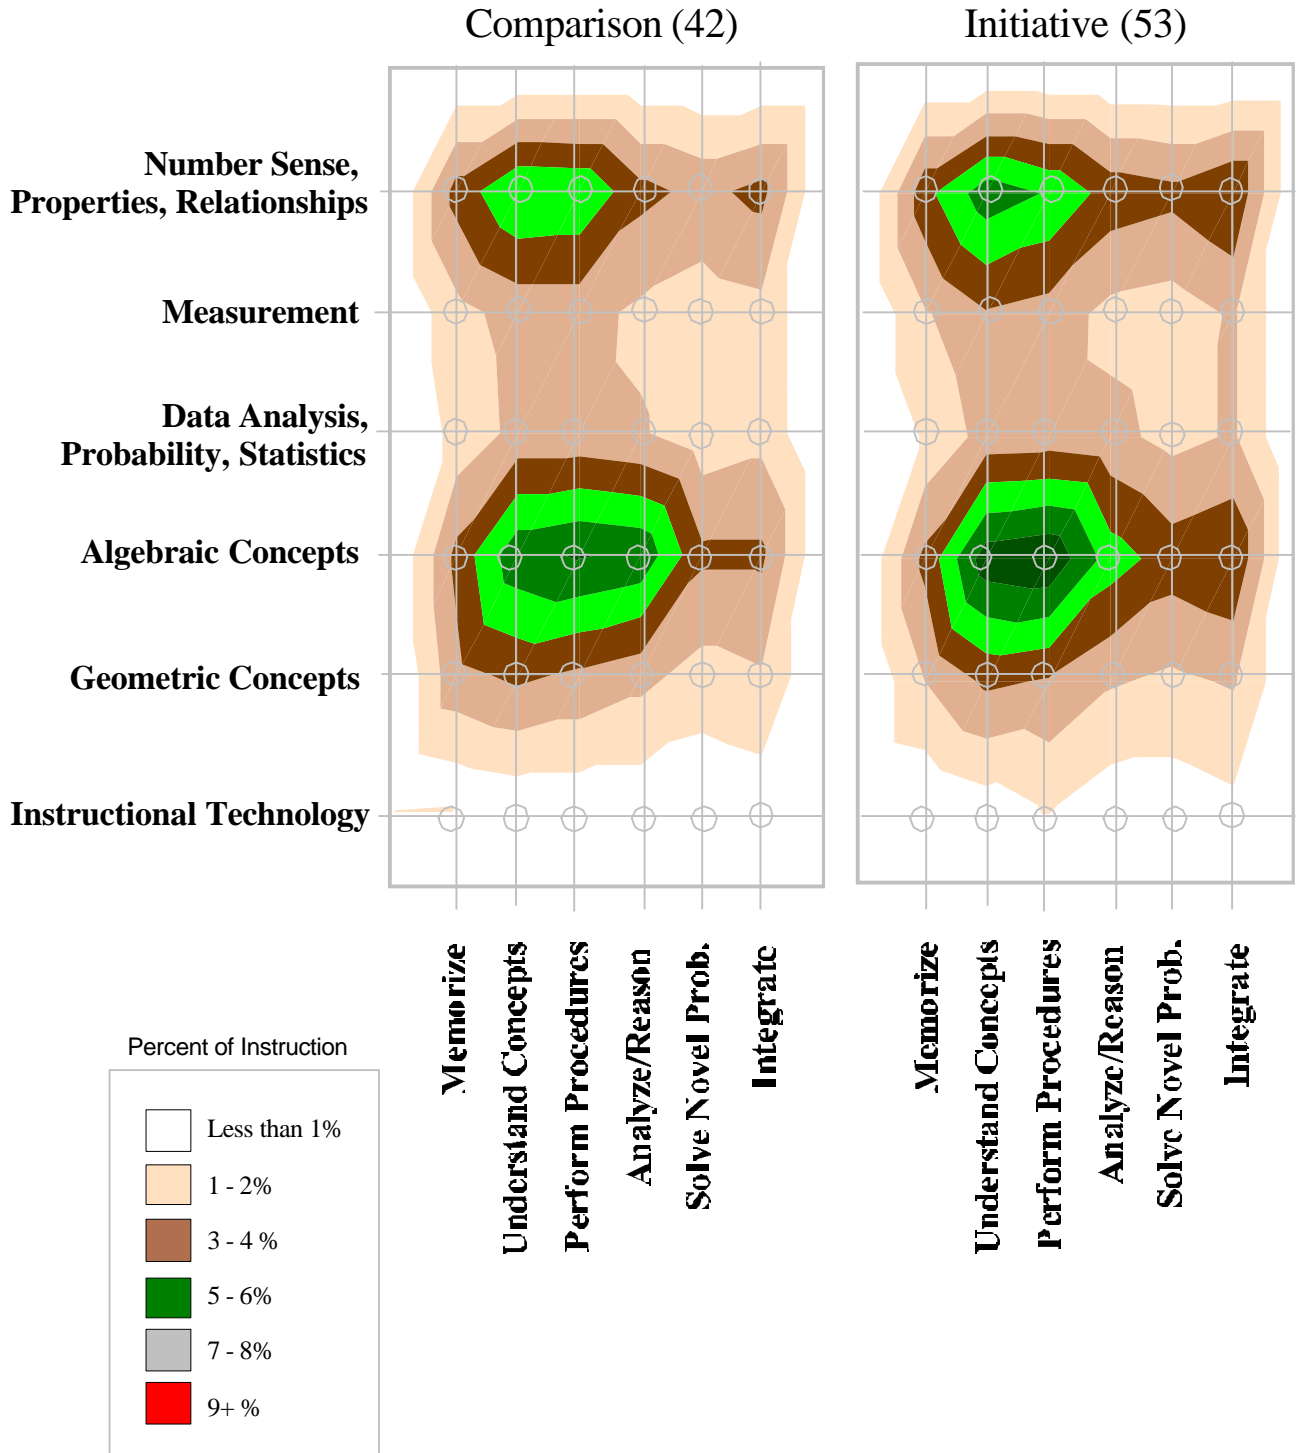 Comparison (42)
Initiative (53)
Number Sense,
Properties, Relationships
Measurement
Data Analysis,
Probability, Statistics
Algebraic Concepts
Geometric Concepts
Instructional Technology
Memorize
Understand Concepts
Perform Procedures
Analyze/Reason
Solve Novel Prob.
Integrate
Memorize
Understand Concepts
Perform Procedures
Analyze/Reason
Solve Novel Prob.
Integrate
Percent of Instruction
Less than 1%
1 - 2%
3 - 4 %
5 - 6%
7 - 8%
9+ %